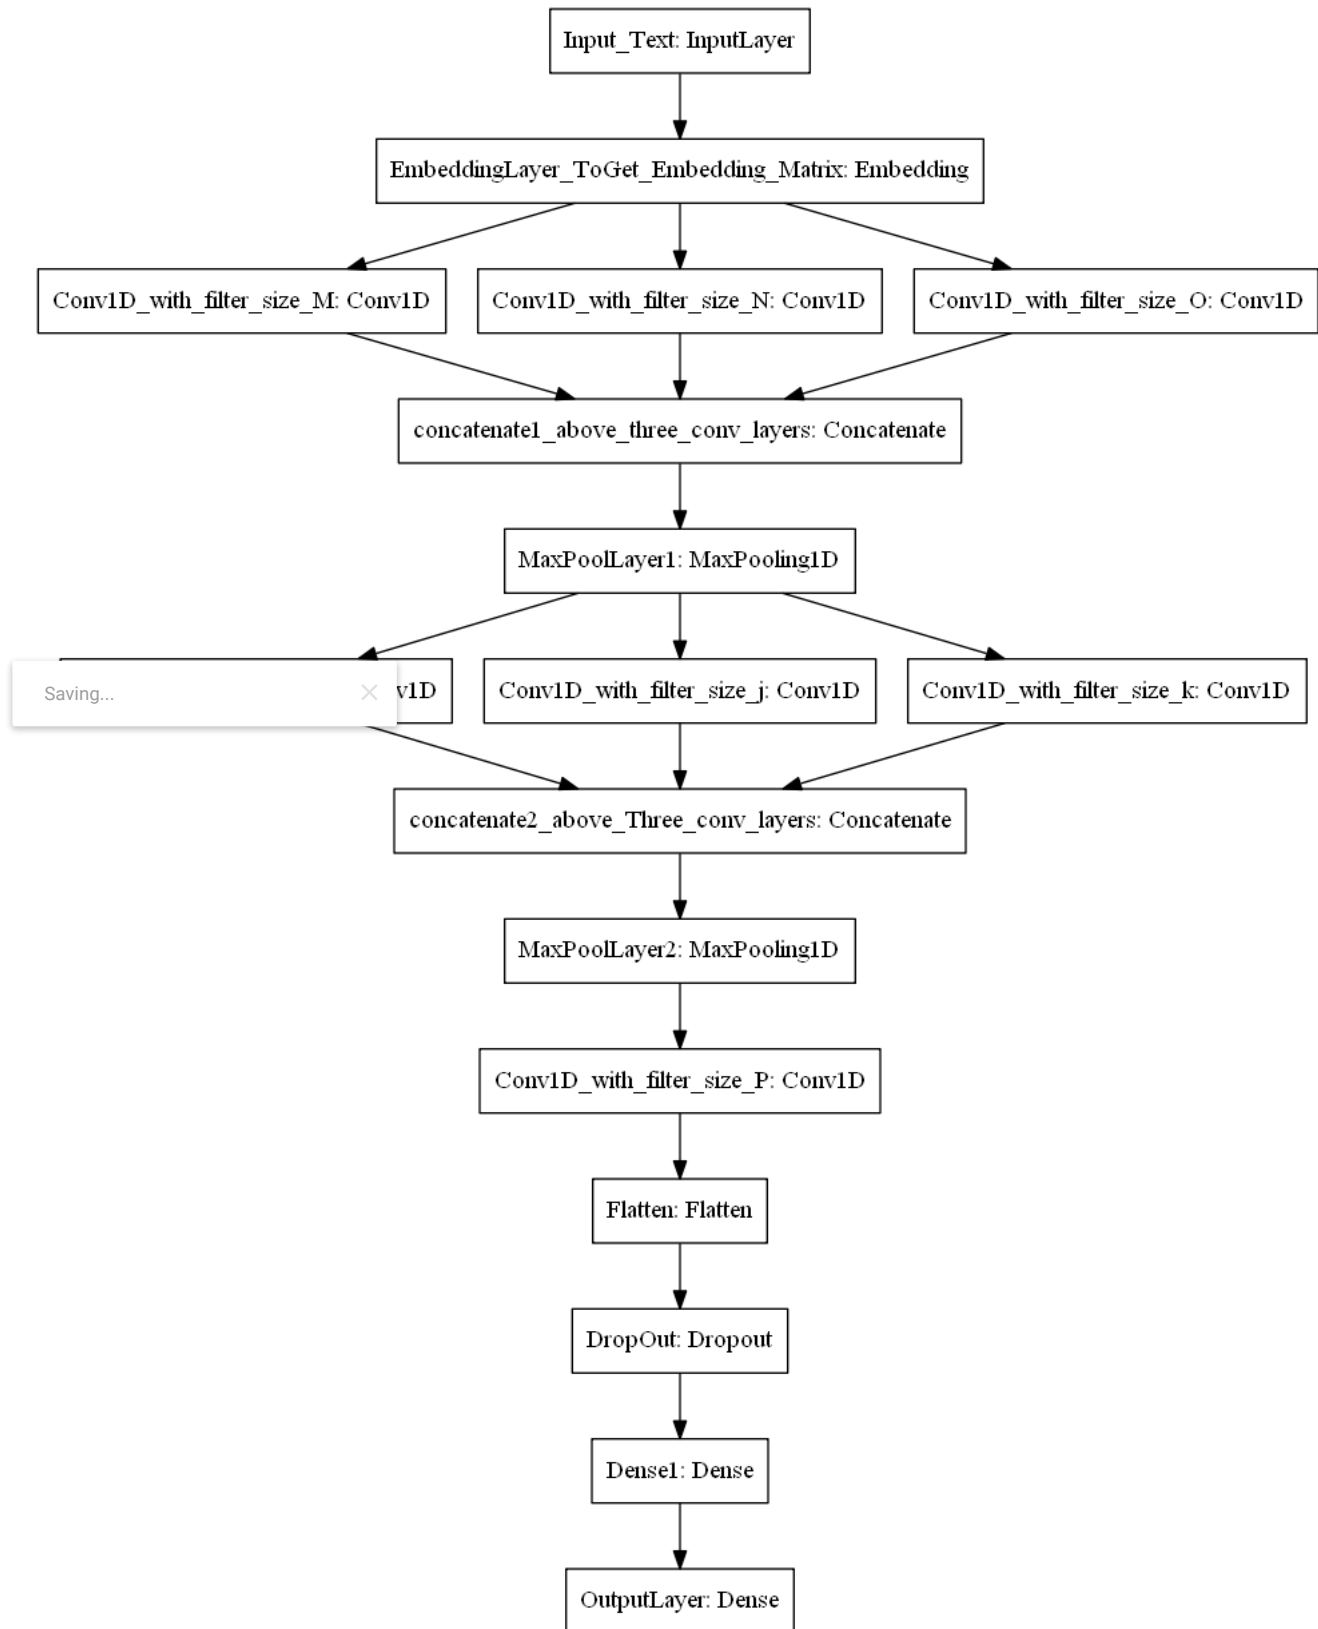 Input_Text: InputLayer
EmbeddingLayer_ToGet_Embedding_Matrix: Embedding
Conv1D_with_filter_size_M: Conv1D
Conv1D_with_filter_size_N: Conv1D
Conv1D_with_filter_size_O: Conv1D
concatenate1_above_three_conv_layers: Concatenate
MaxPoolLayer1: MaxPooling1D
Saving...
v1D
Conv1D_with_filter_size_j: Conv1D
Conv1D_with_filter_size_k: Conv1D
concatenate2_above_Three_conv_layers: Concatenate
MaxPoolLayer2: MaxPooling1D
Conv1D_with_filter_size_P: Conv1D
Flatten: Flatten
DropOut: Dropout
Dense1: Dense
OutputLayer: Dense